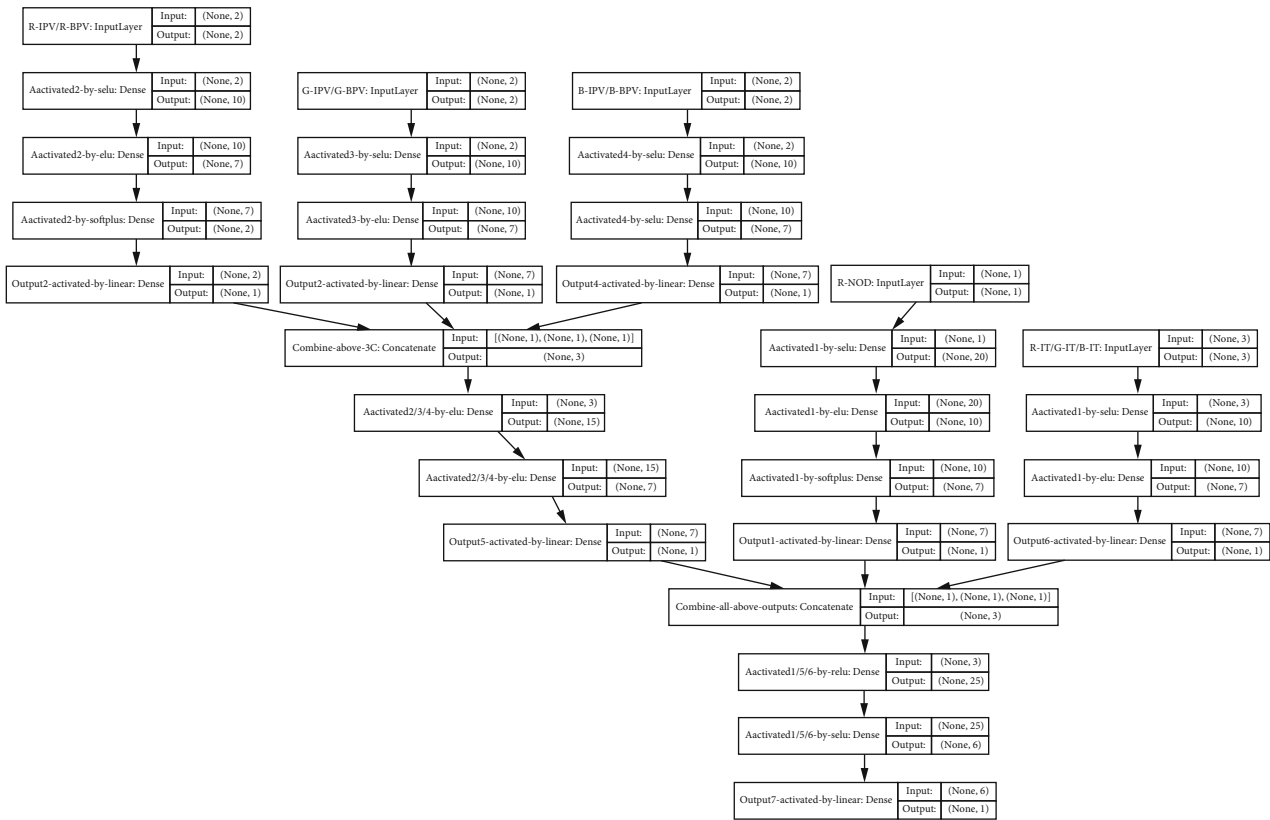 R-IPV/R-BPV: InputLayer Input: (None, 2)
Output: (None, 2)
Aactivated2-by-selu: Dense Input: (None, 2)
Output: (None, 10)
Aactivated2-by-elu: Dense Input: (None, 10)
Output: (None, 7)
Aactivated2-by-softplus: Dense Input: (None, 7)
Output: (None, 2)
Output2-activated-by-linear: Dense Input: (None, 2)
Output: (None, 1)
G-IPV/G-BPV: InputLayer Input: (None, 2)
Output: (None, 2)
Aactivated3-by-selu: Dense Input: (None, 2)
Output: (None, 10)
Aactivated3-by-elu: Dense Input: (None, 10)
Output: (None, 7)
Output2-activated-by-linear: Dense Input: (None, 7)
Output: (None, 1)
B-IPV/B-BPV: InputLayer Input: (None, 2)
Output: (None, 2)
Aactivated4-by-selu: Dense Input: (None, 2)
Output: (None, 10)
Aactivated4-by-selu: Dense Input: (None, 10)
Output: (None, 7)
Output4-activated-by-linear: Dense Input: (None, 7)
Output: (None, 1)
Combine-above-3C: Concatenate Input: [(None, 1), (None, 1), (None, 1)]
Output: (None, 3)
Aactivated2/3/4-by-elu: Dense Input: (None, 3)
Output: (None, 15)
Aactivated2/3/4-by-elu: Dense Input: (None, 15)
Output: (None, 7)
Output5-activated-by-linear: Dense Input: (None, 7)
Output: (None, 1)
R-NOD: InputLayer Input: (None, 1)
Output: (None, 1)
Aactivated1-by-selu: Dense Input: (None, 1)
Output: (None, 20)
Aactivated1-by-elu: Dense Input: (None, 20)
Output: (None, 10)
Aactivated1-by-softplus: Dense Input: (None, 10)
Output: (None, 7)
Output1-activated-by-linear: Dense Input: (None, 7)
Output: (None, 1)
R-IT/G-IT/B-IT: InputLayer Input: (None, 3)
Output: (None, 3)
Aactivated1-by-selu: Dense Input: (None, 3)
Output: (None, 10)
Aactivated1-by-elu: Dense Input: (None, 10)
Output: (None, 7)
Output6-activated-by-linear: Dense Input: (None, 7)
Output: (None, 1)
Combine-all-above-outputs: Concatenate Input: [(None, 1), (None, 1), (None, 1)]
Output: (None, 3)
Aactivated1/5/6-by-relu: Dense Input: (None, 3)
Output: (None, 25)
Aactivated1/5/6-by-selu: Dense Input: (None, 25)
Output: (None, 6)
Output7-activated-by-linear: Dense Input: (None, 6)
Output: (None, 1)